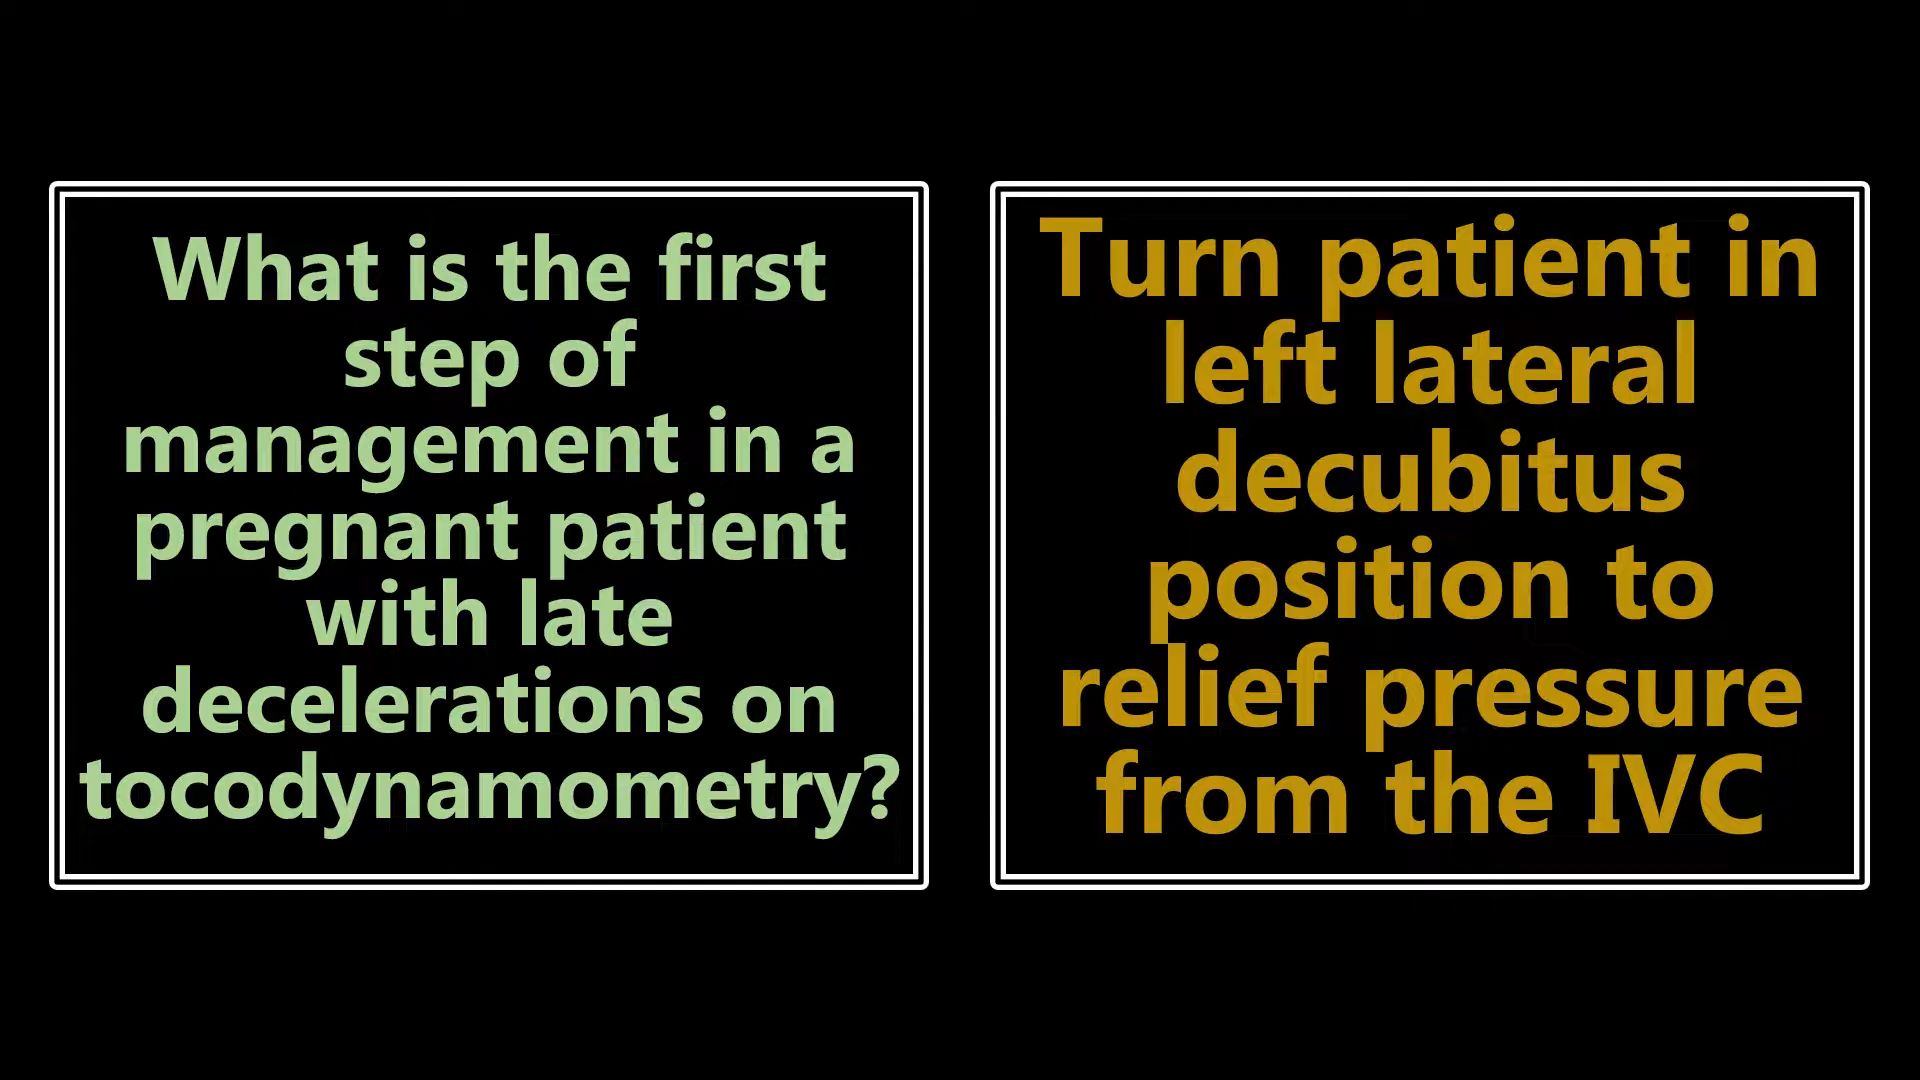 What is the first
step of
management in a
pregnant patient
with late
decelerations on
tocodynamometry?
Turn patient in
left lateral
decubitus
position to
relief pressure
from the IVC